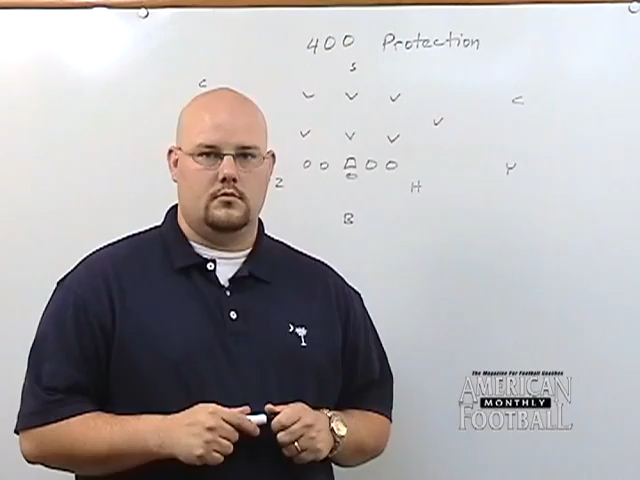 400 Protection
S
C
C
O O O O
Z
H
Y
B
The Magazine For Football Coaches
AMERICAN
MONTHLY
FOOTBALL